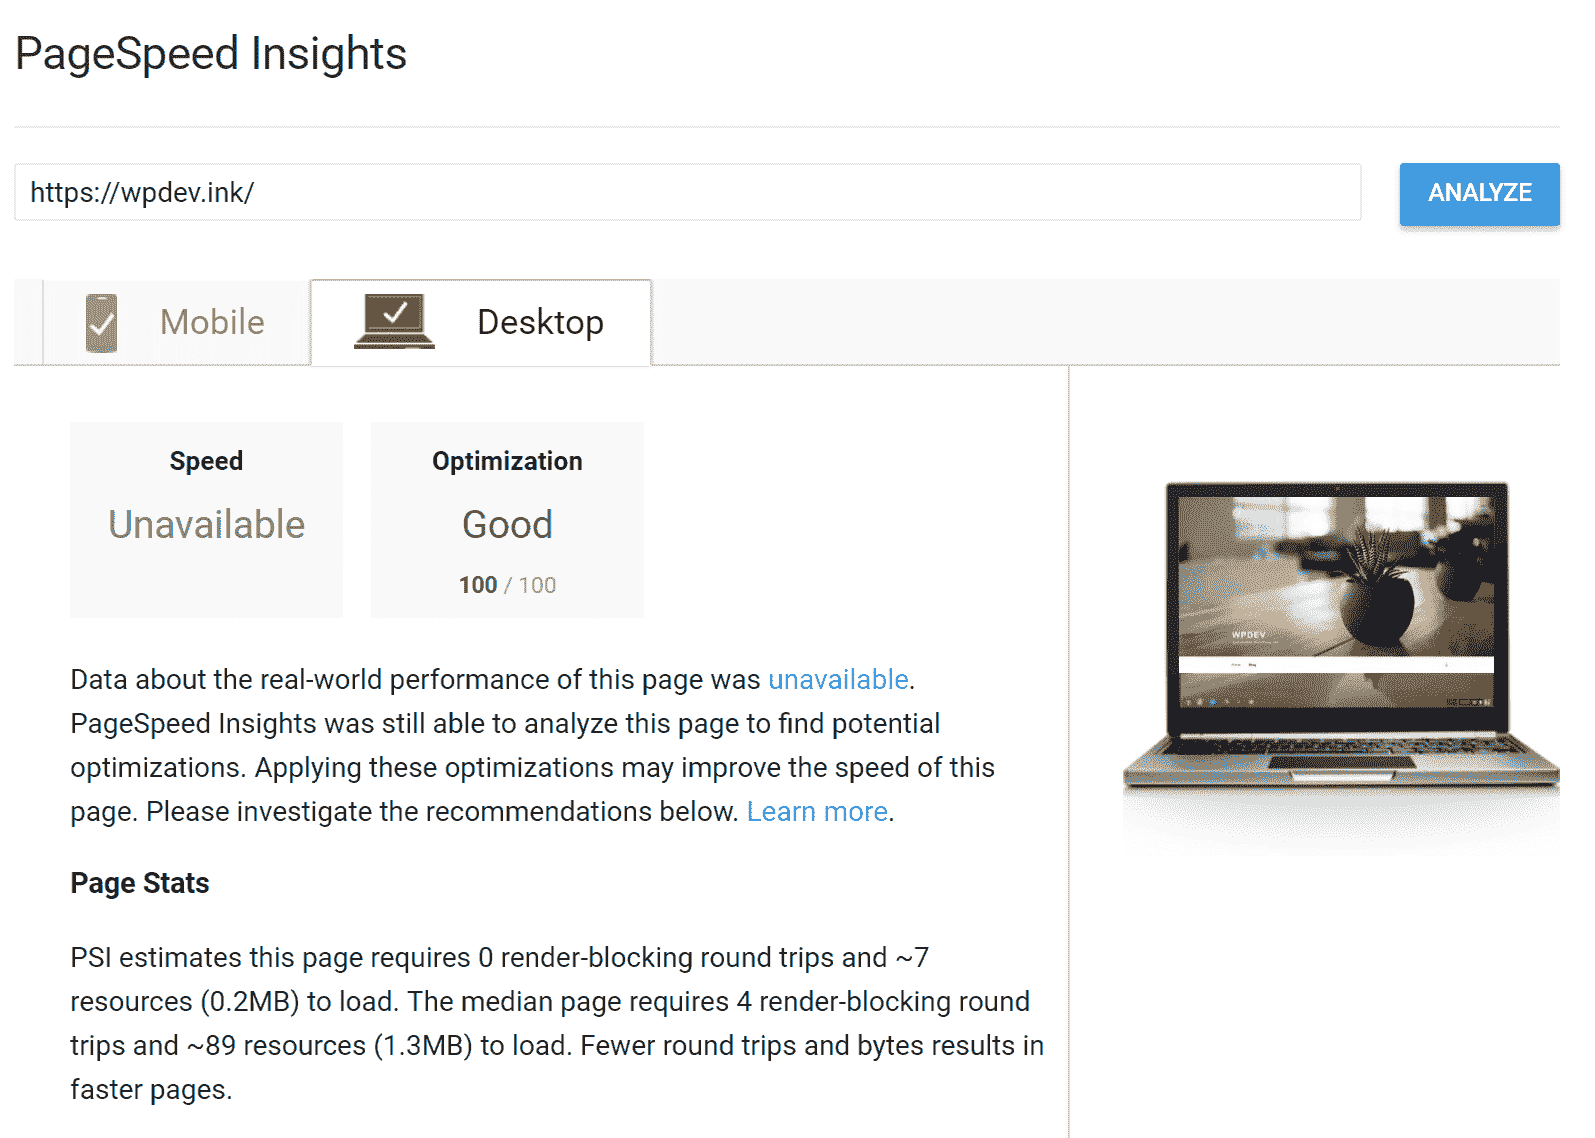 PageSpeed Insights
https://wpdev.ink/
ANALYZE
Mobile
Desktop
Speed
Unavailable
Optimization
Good
100 / 100
Data about the real-world performance of this page was unavailable.
PageSpeed Insights was still able to analyze this page to find potential
optimizations. Applying these optimizations may improve the speed of this
page. Please investigate the recommendations below. Learn more.
Page Stats
PSI estimates this page requires 0 render-blocking round trips and ~7
resources (0.2MB) to load. The median page requires 4 render-blocking round
trips and ~89 resources (1.3MB) to load. Fewer round trips and bytes results in
faster pages.
WPDEV
Blog